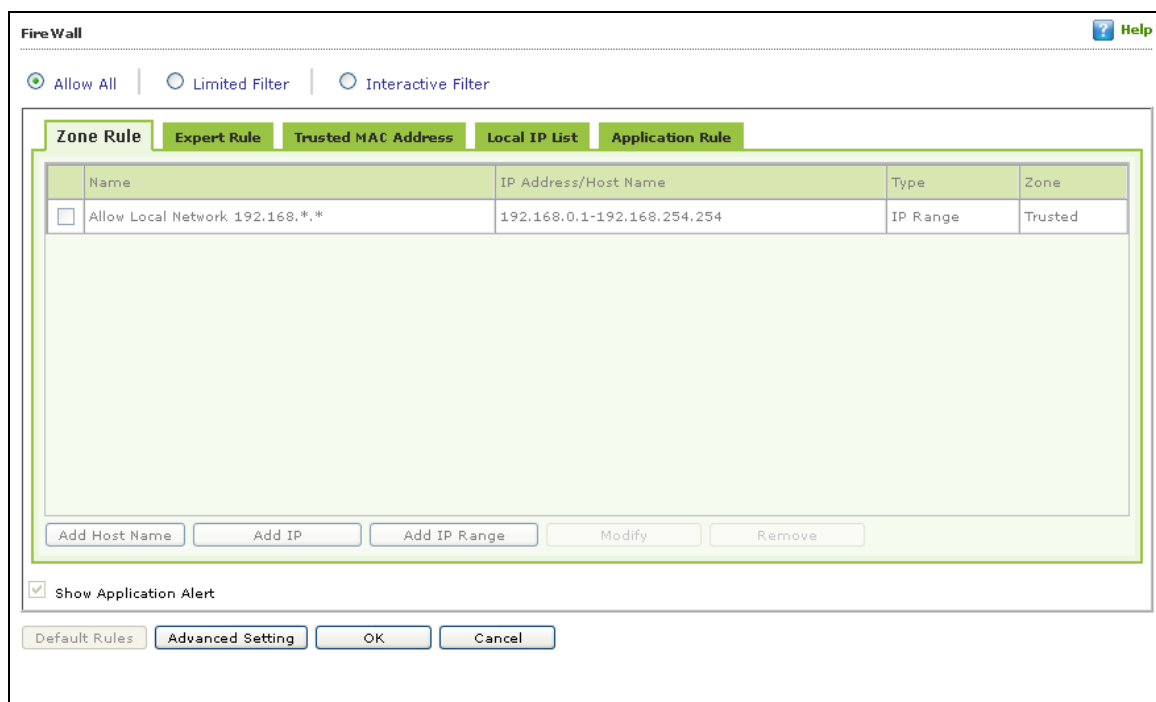 FireWall
Help
Allow All Limited Filter Interactive Filter
Zone Rule Expert Rule Trusted MAC Address Local IP List Application Rule
Name IP Address/Host Name Type Zone
Allow Local Network 192.168.*.* 192.168.0.1-192.168.254.254 IP Range Trusted
Add Host Name Add IP Add IP Range Modify Remove
Show Application Alert
Default Rules Advanced Setting OK Cancel